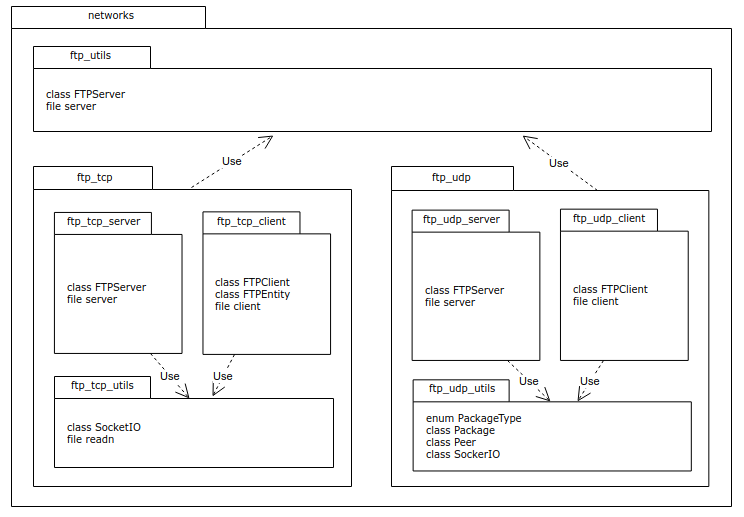 networks
ftp_utils
class FTPServer
file server
Use
Use
ftp_tcp
ftp_udp
ftp_tcp_server
class FTPServer
file server
ftp_tcp_client
class FTPClient
class FTPEntity
file client
Use
Use
ftp_tcp_utils
class SocketIO
file readn
ftp_udp_server
class FTPServer
file server
ftp_udp_client
class FTPClient
file client
Use
Use
ftp_udp_utils
enum PackageType
class Package
class Peer
class SockerIO